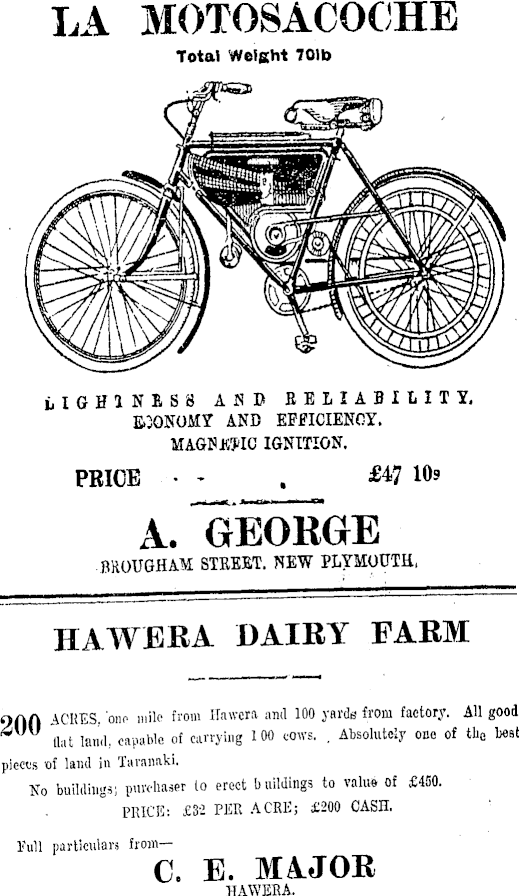 LA MOTOSACOCHE
Total Weight 70lb
LIGHTNESS AND RELIABILITY.
ECONOMY AND EFFICIENCY.
MAGNETIC IGNITION.
PRICE - - . £47 10s
A. GEORGE
BROUGHAM STREET. NEW PLYMOUTH.
HAWERA DAIRY FARM
200 ACRES, one mile from Hawera and 100 yards from factory. All good
flat land, capable of carrying 100 cows. Absolutely one of the best
pieces of land in Taranaki.
No buildings; purchaser to erect buildings to value of £450.
PRICE: £32 PER ACRE; £200 CASH.
Full particulars from—
C. E. MAJOR
HAWERA.